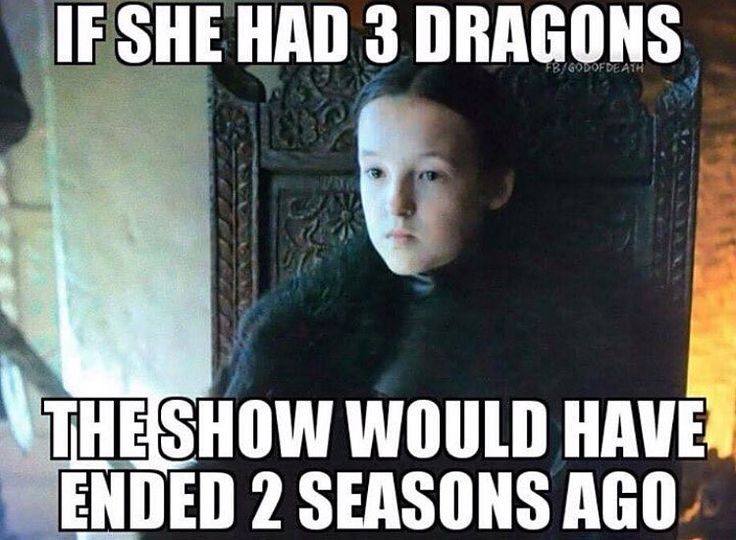 IF SHE HAD 3 DRAGONS
FB/GODOFDEATH
THE SHOW WOULD HAVE
ENDED 2 SEASONS AGO